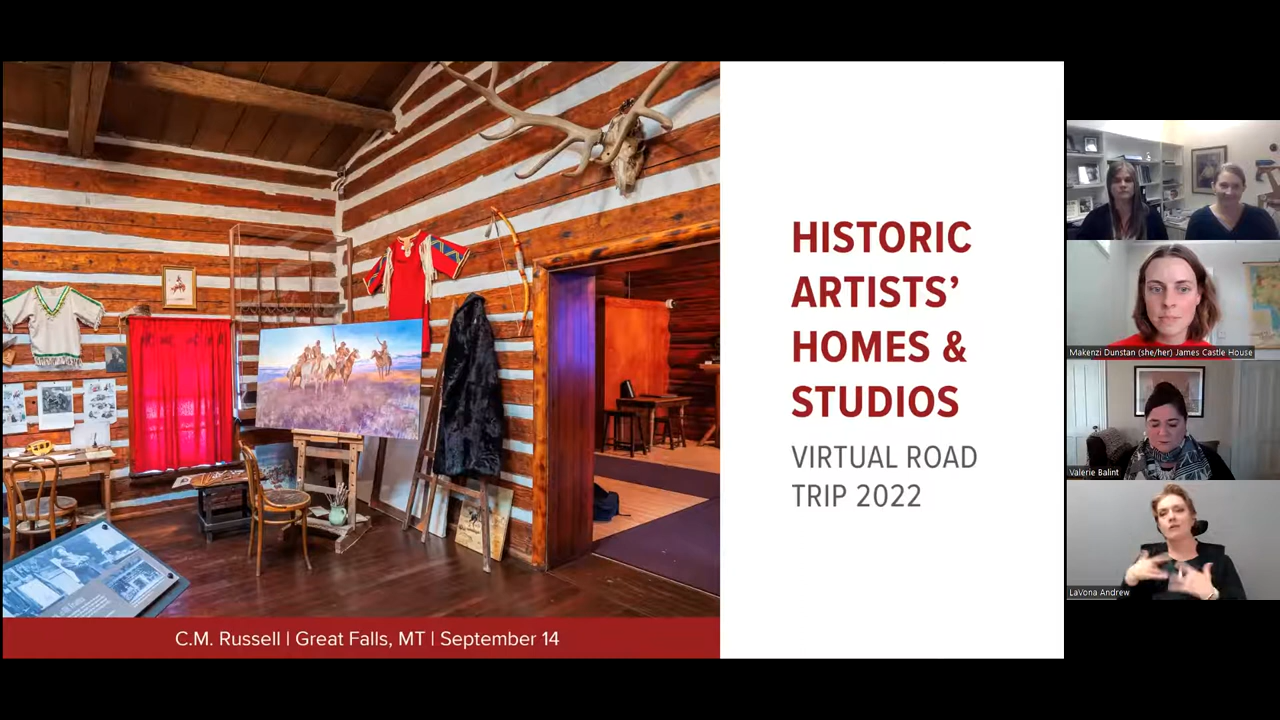 HISTORIC
ARTISTS’
HOMES &
STUDIOS
VIRTUAL ROAD
TRIP 2022
C.M. Russell | Great Falls, MT | September 14
Makenzi Dunstan (she/her) James Castle House
Valerie Balint
LaVona Andrew